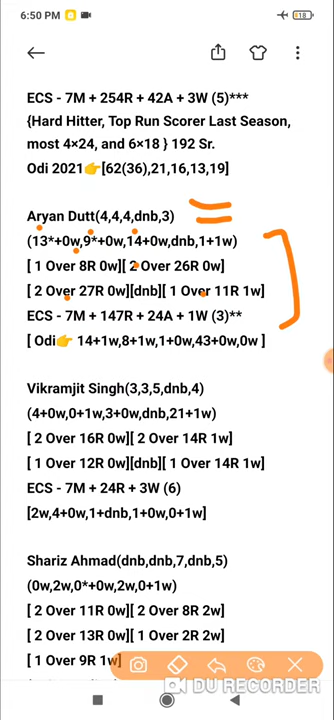 6:50 PM
18
ECS - 7M + 254R + 42A + 3W (5)***
{Hard Hitter, Top Run Scorer Last Season,
most 4×24, and 6×18 } 192 Sr.
Odi 2021👉[62(36),21,16,13,19]
Aryan Dutt(4,4,4,dnb,3)
(13*+0w,9*+0w,14+0w,dnb,1+1w)
[ 1 Over 8R 0w][ 2 Over 26R 0w]
[ 2 Over 27R 0w][dnb][ 1 Over 11R 1w]
ECS - 7M + 147R + 24A + 1W (3)**
[ Odi👉 14+1w,8+1w,1+0w,43+0w,0w ]
Vikramjit Singh(3,3,5,dnb,4)
(4+0w,0+1w,3+0w,dnb,21+1w)
[ 2 Over 16R 0w][ 2 Over 14R 1w]
[ 1 Over 12R 0w][dnb][ 1 Over 14R 1w]
ECS - 7M + 24R + 3W (6)
[2w,4+0w,1+dnb,1+0w,0+1w]
Shariz Ahmad(dnb,dnb,7,dnb,5)
(0w,2w,0*+0w,2w,0+1w)
[ 2 Over 11R 0w][ 2 Over 8R 2w]
[ 2 Over 13R 0w][ 1 Over 2R 2w]
[ 1 Over 9R 1w]
DU RECORDER